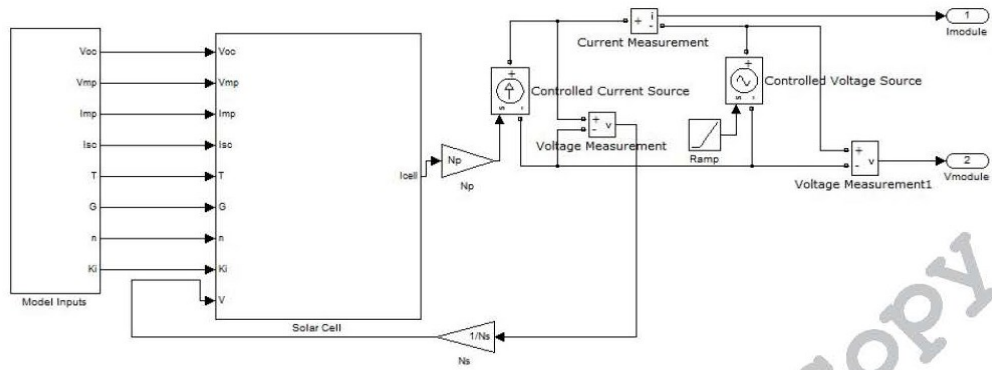 Voc
Vmp
Imp
Isc
T
G
n
Ki
Model Inputs
Voc
Vmp
Imp
Isc
T
G
n
Ki
V
Icell
Solar Cell
Np
Np
1/Ns
Ns
+
s
-
Controlled Current Source
+
-
v
Voltage Measurement
+
i
-
Current Measurement
Ramp
+
s
-
Controlled Voltage Source
+
-
v
Voltage Measurement1
1
Imodule
2
Vmodule
copy